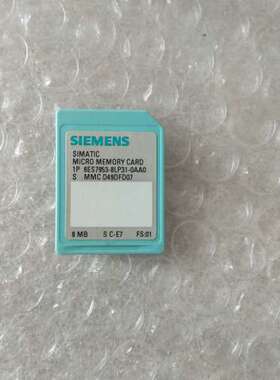 SIEMENS
SIMATIC
MICRO MEMORY CARD
1P 6ES7953-8LP31-0AA0
S MMC D49DFD07
8 MB S C-E7 FS:01